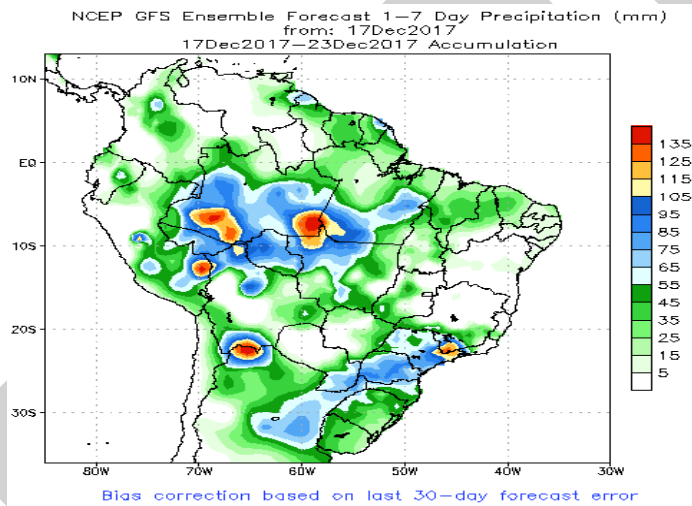 NCEP GFS Ensemble Forecast 1-7 Day Precipitation (mm)
from: 17Dec2017
17Dec2017-23Dec2017 Accumulation
10N
EQ
10S
20S
30S
80W 70W 60W 50W 40W 30W
135
125
115
105
95
85
75
65
55
45
35
25
15
5
Bias correction based on last 30-day forecast error